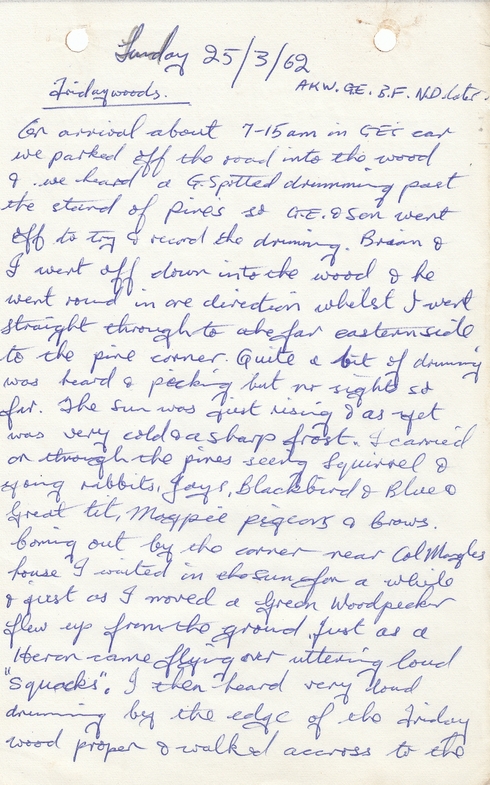 Sunday 25/3/62
Fridaywoods.
A.K.W. G.E. B.F. N.D. later.
On arrival about 7-15am in GE's car
we parked off the road into the wood
& we heard a G. Spotted drumming past
the stand of pines so G.E. & Son went
off to try & record the druming. Brian &
I went off down into the wood & he
went round in one direction whilst I went
straight through to the far eastern side
to the pine corner. Quite a bit of druming
was heard & pecking but no sight so
far. The sun was just rising & as yet
was very cold & a sharp frost. I carried
on through the pines seeing Squirrel &
young rabbits, Jays, Blackbird & Blue &
Great tit, Magpie pigeons & Crows.
Coming out by the corner near Col
house I waited in the sun for a while
& just as I moved a Green Woodpecker
flew up from the ground. Just as a
Heron came flying over uttering loud
"squacks". I then heard very loud
drumming by the edge of the Friday
wood proper & walked accross to the